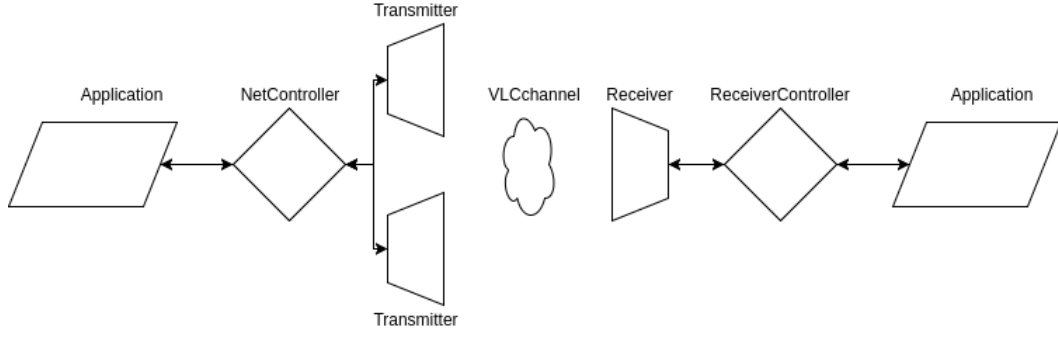 Transmitter
Application
NetController
VLCchannel
Receiver
ReceiverController
Application
Transmitter